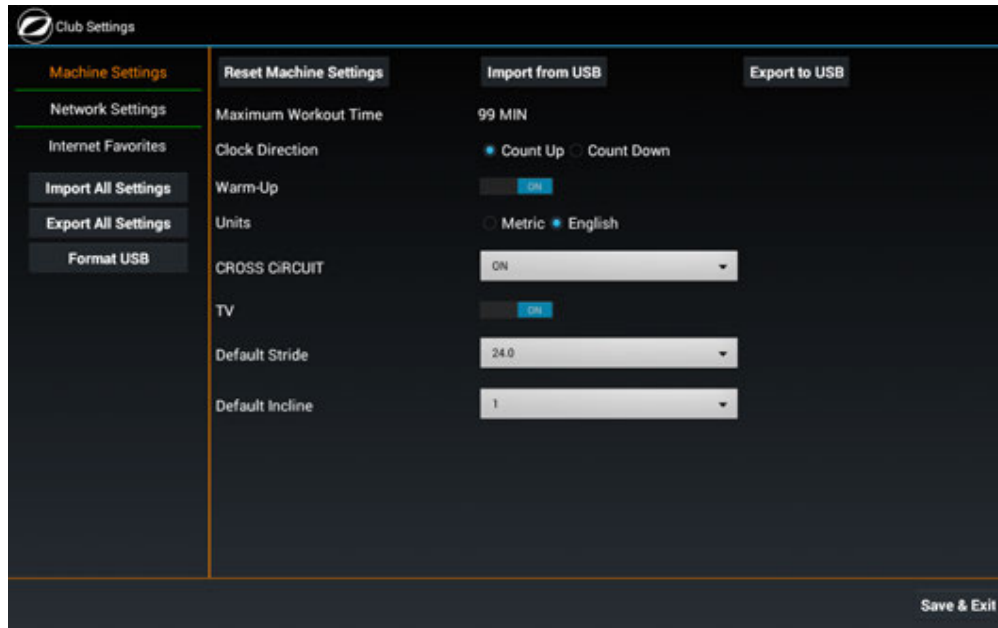 Club Settings
Machine Settings
Network Settings
Internet Favorites
Import All Settings
Export All Settings
Format USB
Reset Machine Settings Import from USB Export to USB
Maximum Workout Time 99 MIN
Clock Direction Count Up Count Down
Warm-Up ON
Units Metric English
CROSS CiRCUIT ON
TV ON
Default Stride 24.0
Default Incline 1
Save & Exit